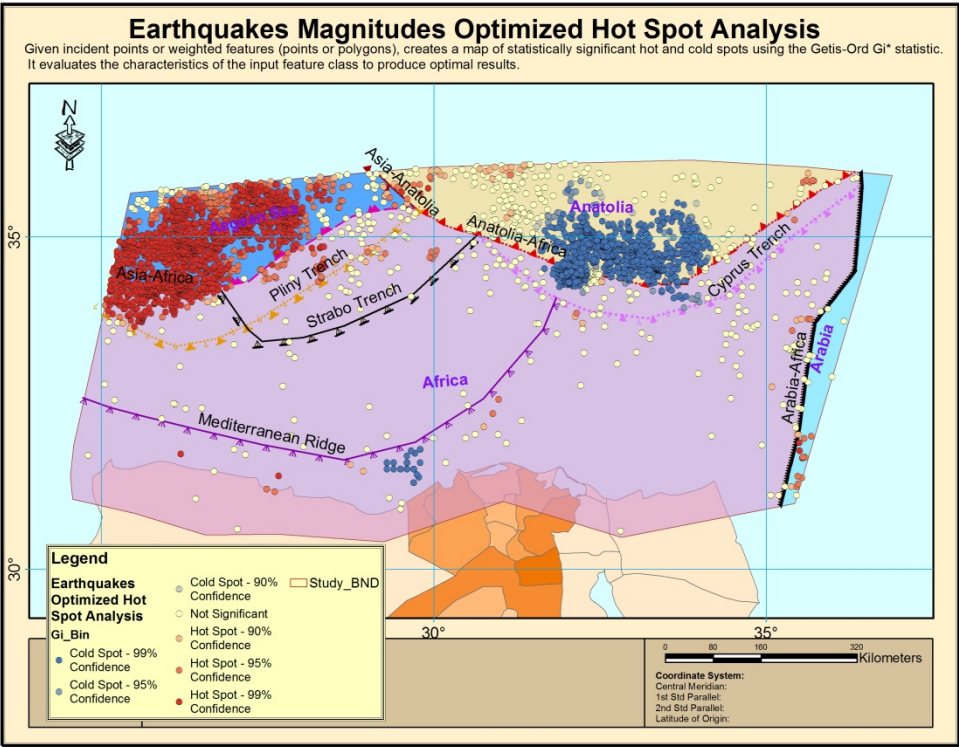 Earthquakes Magnitudes Optimized Hot Spot Analysis
Given incident points or weighted features (points or polygons), creates a map of statistically significant hot and cold spots using the Getis-Ord Gi* statistic.
It evaluates the characteristics of the input feature class to produce optimal results.
N
Asia-Anatolia
Aegean Sea
Anatolia
Anatolia-Africa
35°
Asia-Africa
Pliny Trench
Cyprus Trench
Strabo Trench
Arabia-Africa
Arabia
Africa
Mediterranean Ridge
30°
Legend
Earthquakes
Optimized Hot
Spot Analysis
Gi_Bin
Cold Spot - 99%
Confidence
Cold Spot - 95%
Confidence
Cold Spot - 90%
Confidence
Not Significant
Hot Spot - 90%
Confidence
Hot Spot - 95%
Confidence
Hot Spot - 99%
Confidence
Study_BND
30°
35°
0 80 160 320
Kilometers
Coordinate System:
Central Meridian:
1st Std Parallel:
2nd Std Parallel:
Latitude of Origin: